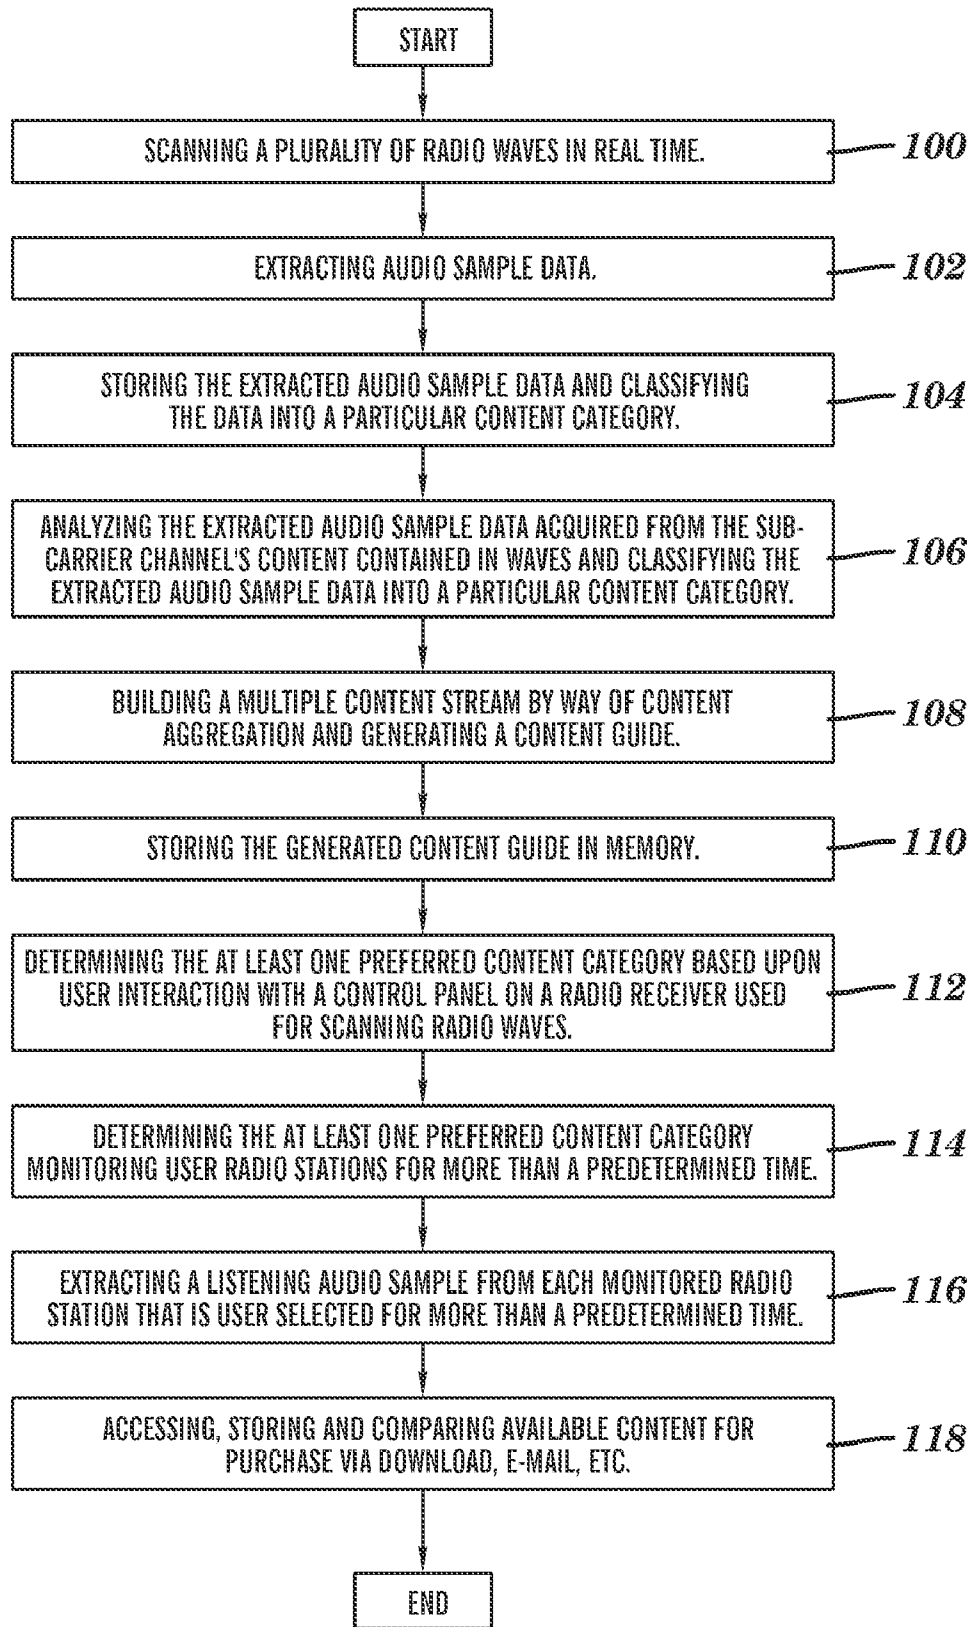 START
SCANNING A PLURALITY OF RADIO WAVES IN REAL TIME.
100
EXTRACTING AUDIO SAMPLE DATA.
102
STORING THE EXTRACTED AUDIO SAMPLE DATA AND CLASSIFYING
THE DATA INTO A PARTICULAR CONTENT CATEGORY.
104
ANALYZING THE EXTRACTED AUDIO SAMPLE DATA ACQUIRED FROM THE SUB-
CARRIER CHANNEL'S CONTENT CONTAINED IN WAVES AND CLASSIFYING THE
EXTRACTED AUDIO SAMPLE DATA INTO A PARTICULAR CONTENT CATEGORY.
106
BUILDING A MULTIPLE CONTENT STREAM BY WAY OF CONTENT
AGGREGATION AND GENERATING A CONTENT GUIDE.
108
STORING THE GENERATED CONTENT GUIDE IN MEMORY.
110
DETERMINING THE AT LEAST ONE PREFERRED CONTENT CATEGORY BASED UPON
USER INTERACTION WITH A CONTROL PANEL ON A RADIO RECEIVER USED
FOR SCANNING RADIO WAVES.
112
DETERMINING THE AT LEAST ONE PREFERRED CONTENT CATEGORY
MONITORING USER RADIO STATIONS FOR MORE THAN A PREDETERMINED TIME.
114
EXTRACTING A LISTENING AUDIO SAMPLE FROM EACH MONITORED RADIO
STATION THAT IS USER SELECTED FOR MORE THAN A PREDETERMINED TIME.
116
ACCESSING, STORING AND COMPARING AVAILABLE CONTENT FOR
PURCHASE VIA DOWNLOAD, E-MAIL, ETC.
118
END